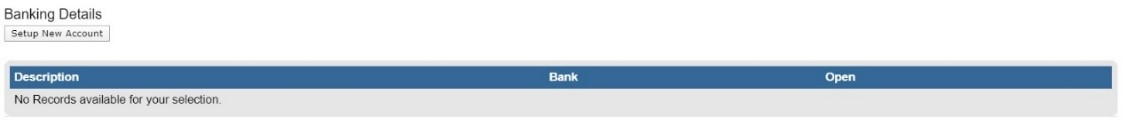 Banking Details
Setup New Account
Description Bank Open
No Records available for your selection.